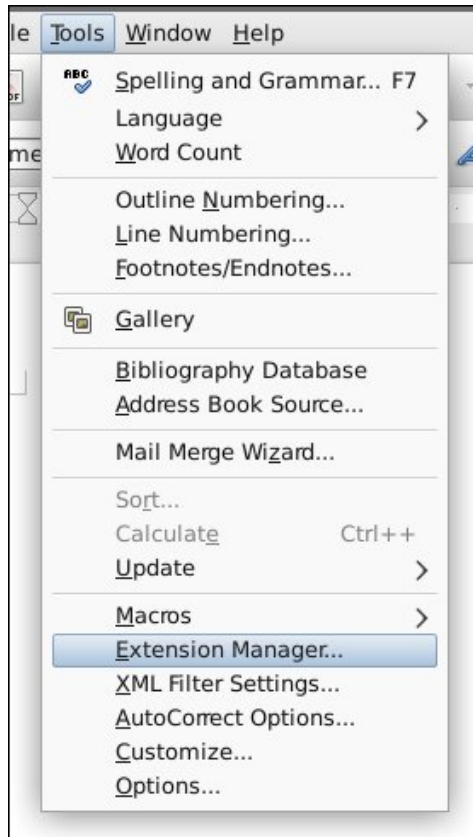 le Tools Window Help
ABC Spelling and Grammar... F7
Language
me
Word Count
Outline Numbering...
Line Numbering...
Footnotes/Endnotes...
Gallery
Bibliography Database
Address Book Source...
Mail Merge Wizard...
Sort...
Calculate Ctrl++
Update
Macros
Extension Manager...
XML Filter Settings...
AutoCorrect Options...
Customize...
Options...